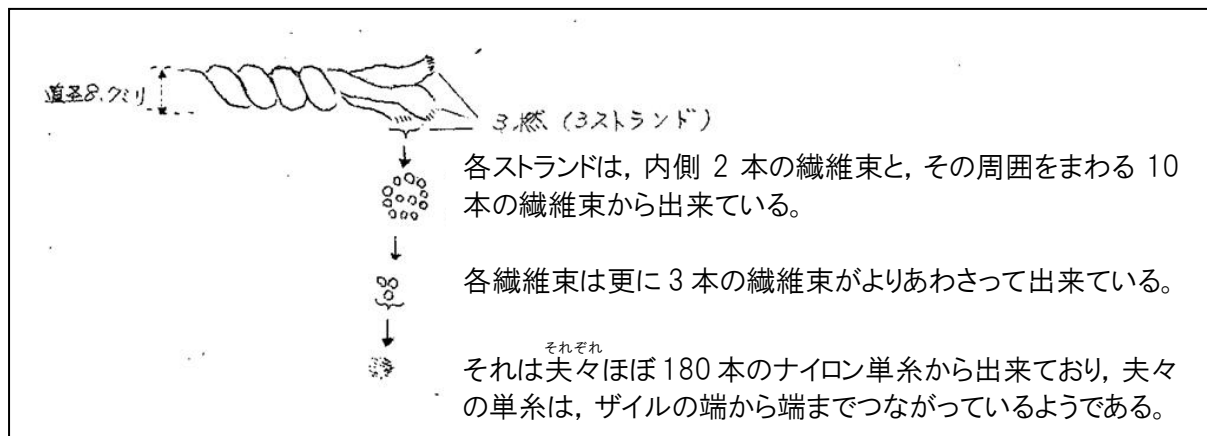 直径8.7ミリ
3撚 (3ストランド)
各ストランドは, 内側 2 本の繊維束と, その周囲をまわる 10
本の繊維束から出来ている。
各繊維束は更に 3 本の繊維束がよりあわさって出来ている。
それぞれ
それは夫々ほぼ 180 本のナイロン単糸から出来ており, 夫々
の単糸は, ザイルの端から端までつながっているようである。